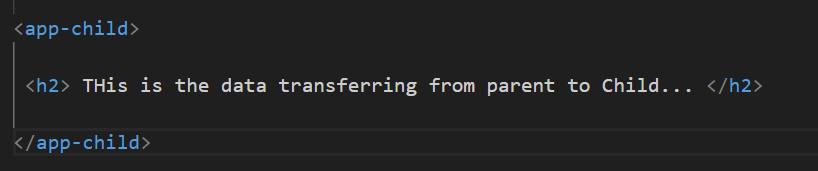 <app-child>
<h2> THis is the data transferring from parent to Child... </h2>
</app-child>